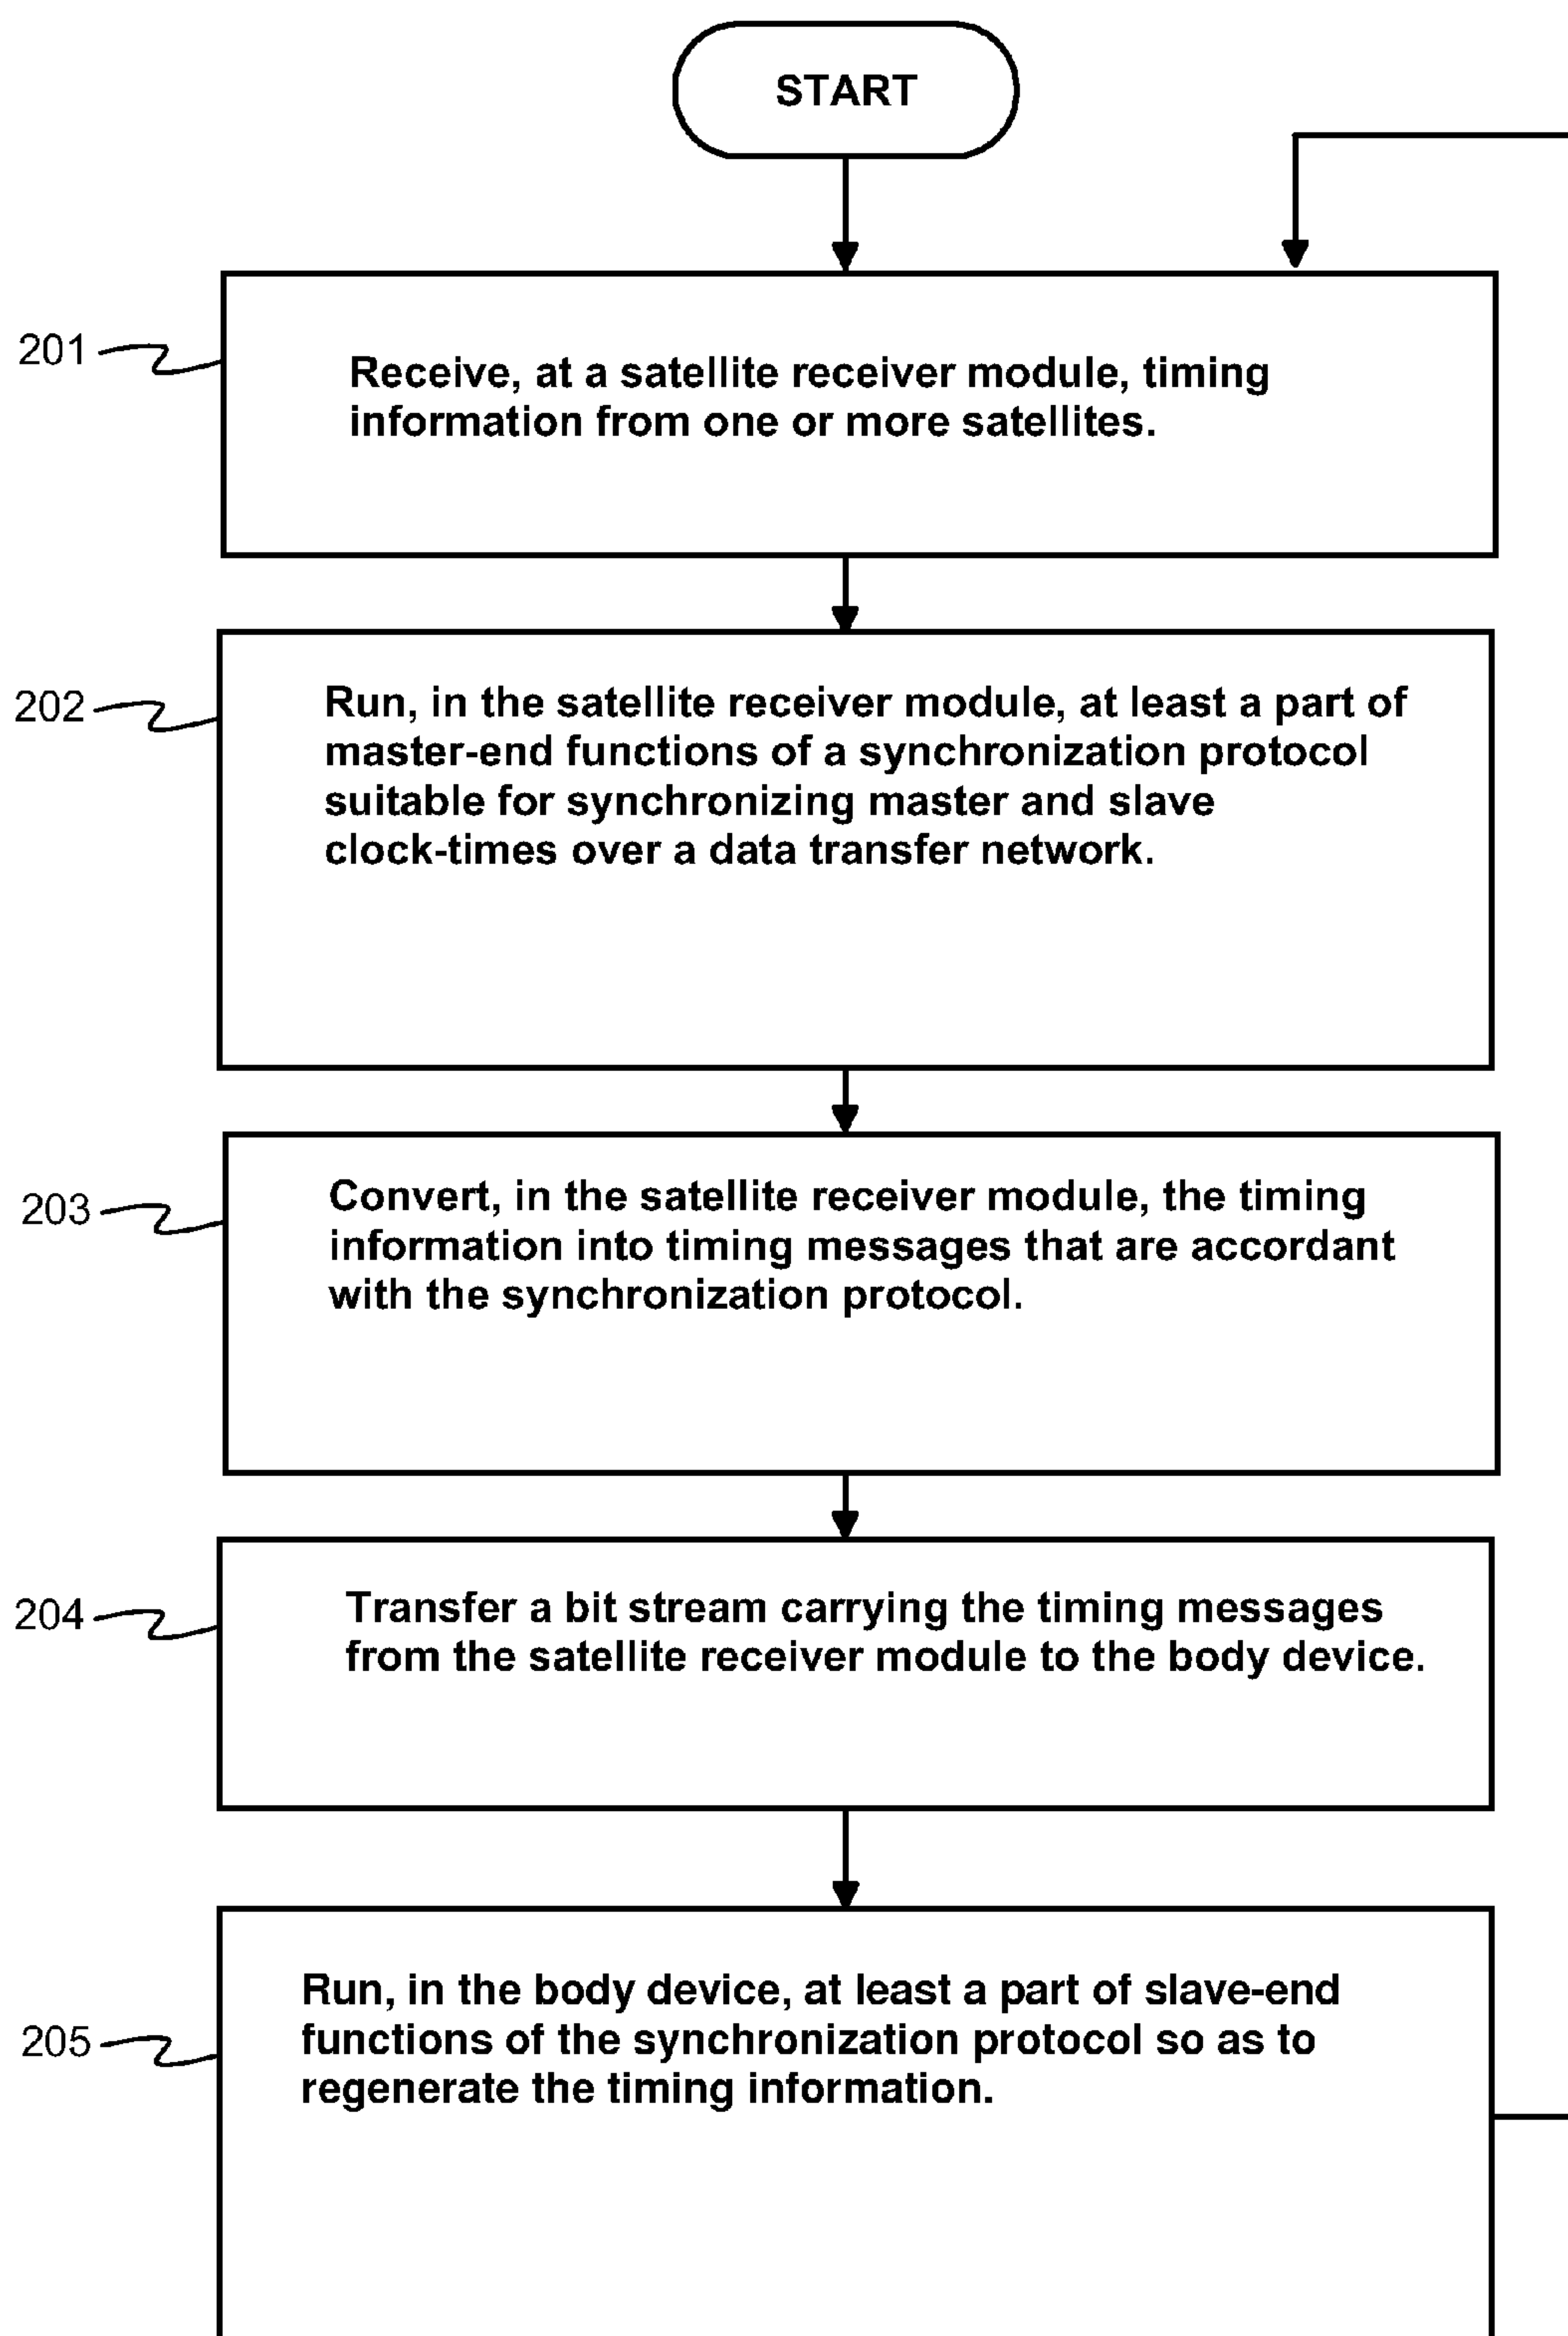 START
201
Receive, at a satellite receiver module, timing
information from one or more satellites.
202
Run, in the satellite receiver module, at least a part of
master-end functions of a synchronization protocol
suitable for synchronizing master and slave
clock-times over a data transfer network.
203
Convert, in the satellite receiver module, the timing
information into timing messages that are accordant
with the synchronization protocol.
204
Transfer a bit stream carrying the timing messages
from the satellite receiver module to the body device.
205
Run, in the body device, at least a part of slave-end
functions of the synchronization protocol so as to
regenerate the timing information.